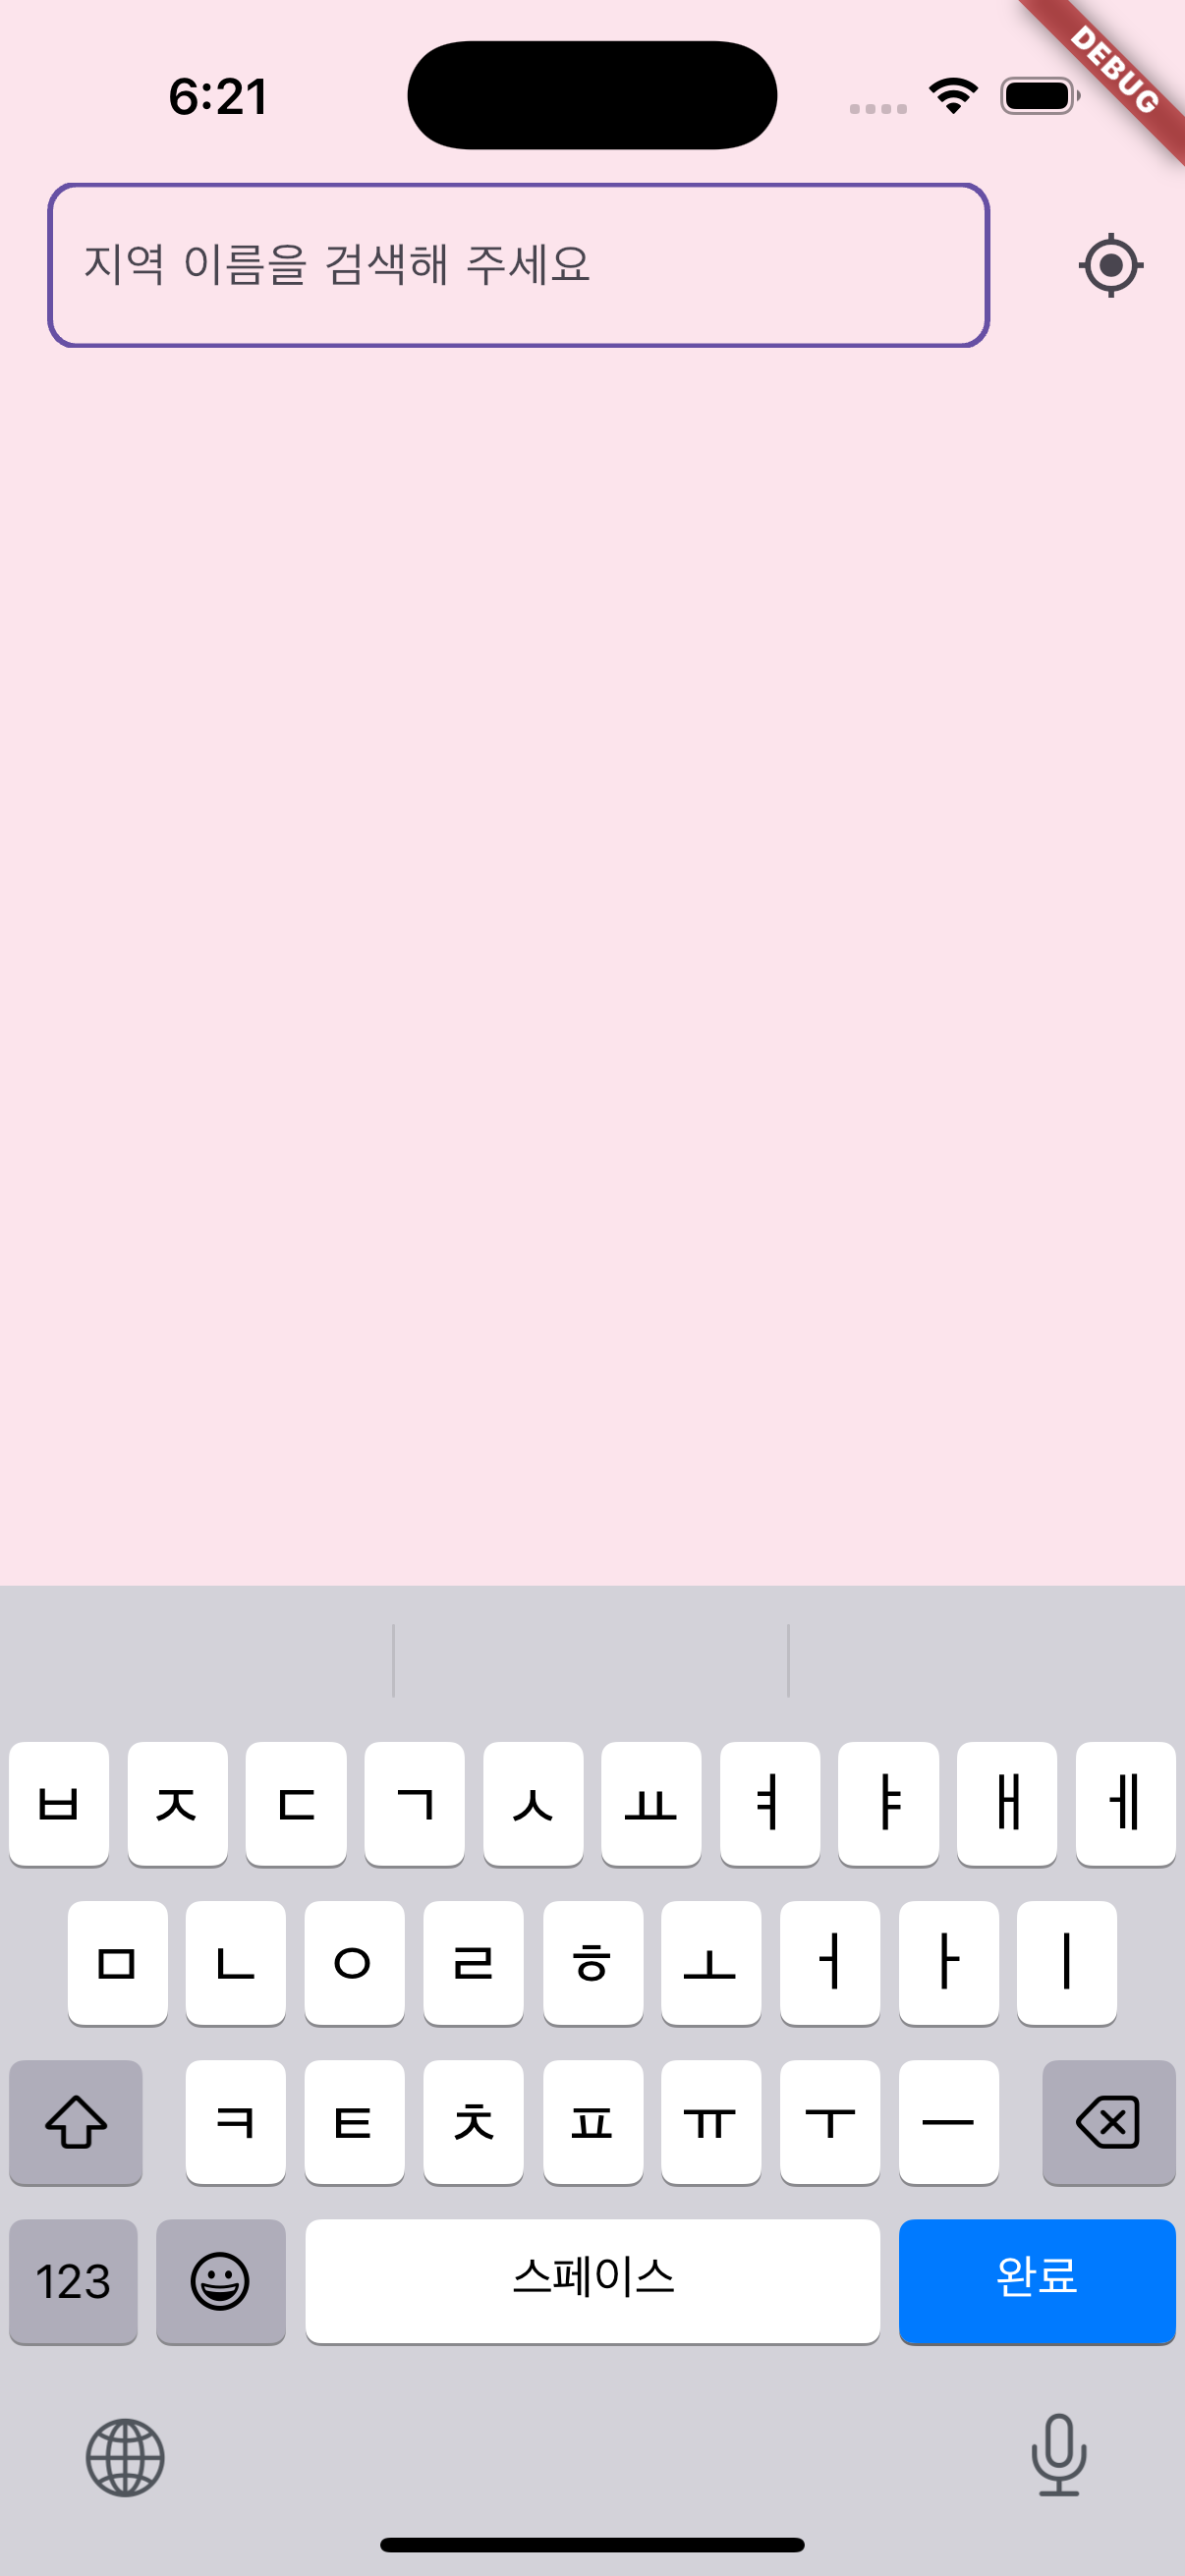 6:21
DEBUG
지역 이름을 검색해 주세요
ㅂ ㅈ ㄷ ㄱ ㅅ ㅛ ㅕ ㅑ ㅐ ㅔ
ㅁ ㄴ ㅇ ㄹ ㅎ ㅗ ㅓ ㅏ ㅣ
ㅋ ㅌ ㅊ ㅍ ㅠ ㅜ ㅡ
123 스페이스 완료